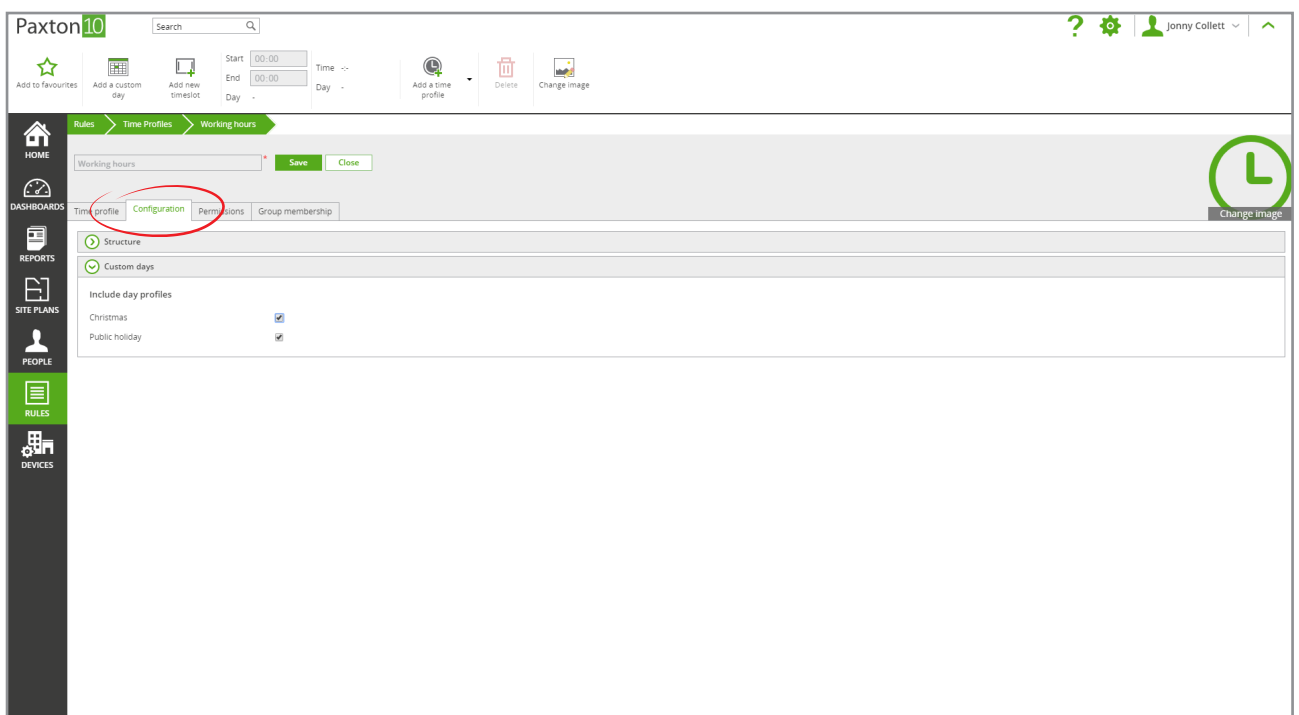 Paxton 10
Search
? Jonny Collett
Add to favourites
Add a custom day
Add new timeslot
Start 00:00
End 00:00
Day -
Time -:-
Day -
Add a time profile
Delete
Change image
Rules Time Profiles Working hours
HOME
Working hours * Save Close
DASHBOARDS
Time profile Configuration Permissions Group membership
Change image
Structure
REPORTS
Custom days
Include day profiles
SITE PLANS
Christmas
Public holiday
PEOPLE
RULES
DEVICES